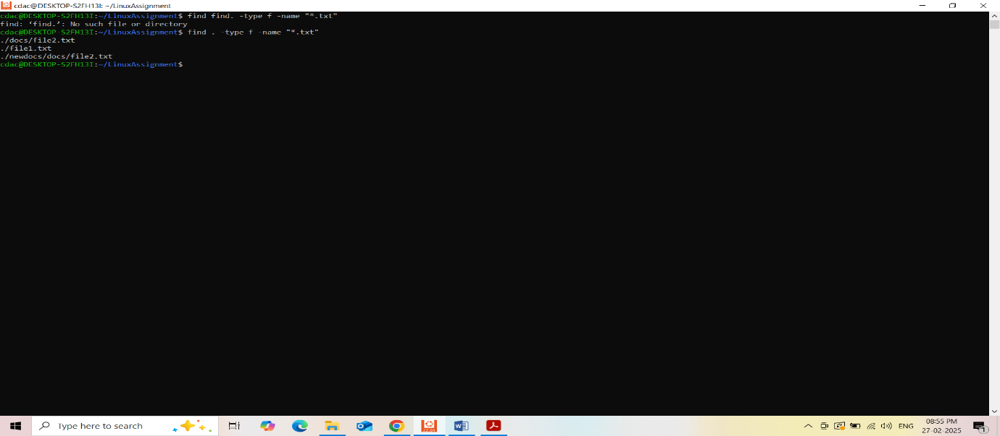 cdac@DESKTOP-S2FH13I: ~/LinuxAssignment
cdac@DESKTOP-S2FH13I:~/LinuxAssignment$ find find. -type f -name "*.txt"
find: ‘find.’: No such file or directory
cdac@DESKTOP-S2FH13I:~/LinuxAssignment$ find . -type f -name "*.txt"
./docs/file2.txt
./file1.txt
./newdocs/docs/file2.txt
cdac@DESKTOP-S2FH13I:~/LinuxAssignment$
Type here to search
ENG
08:55 PM
27-02-2025
1